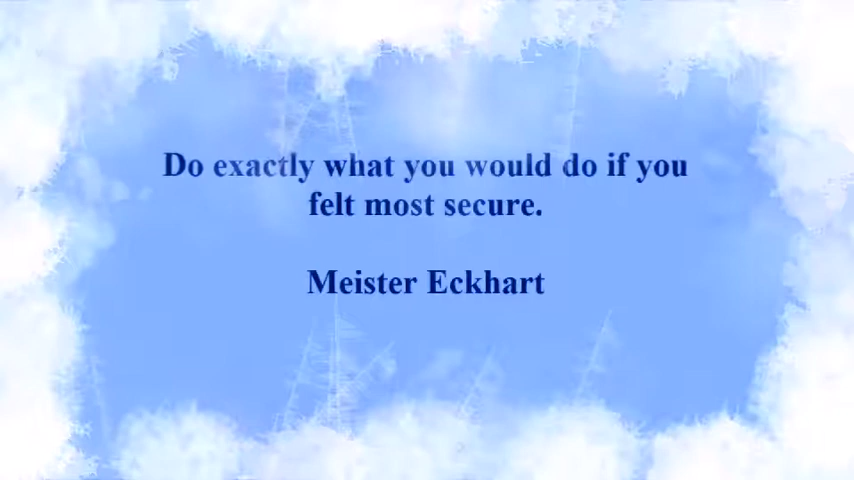 Do exactly what you would do if you
felt most secure.
Meister Eckhart